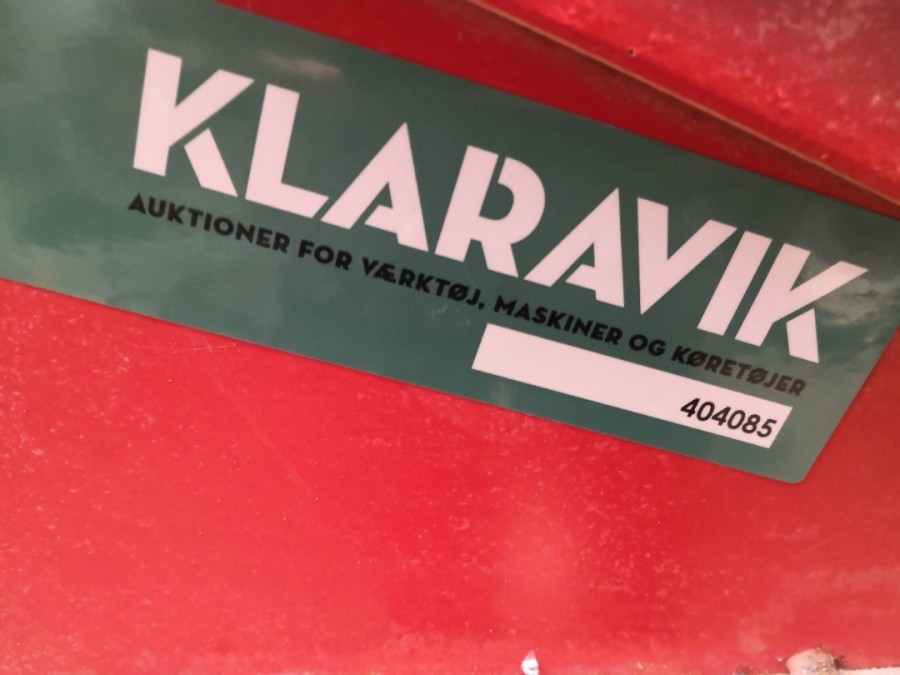 KLARAVIK
AUKTIONER FOR VÆRKTØJ, MASKINER OG KØRETØJER
404085